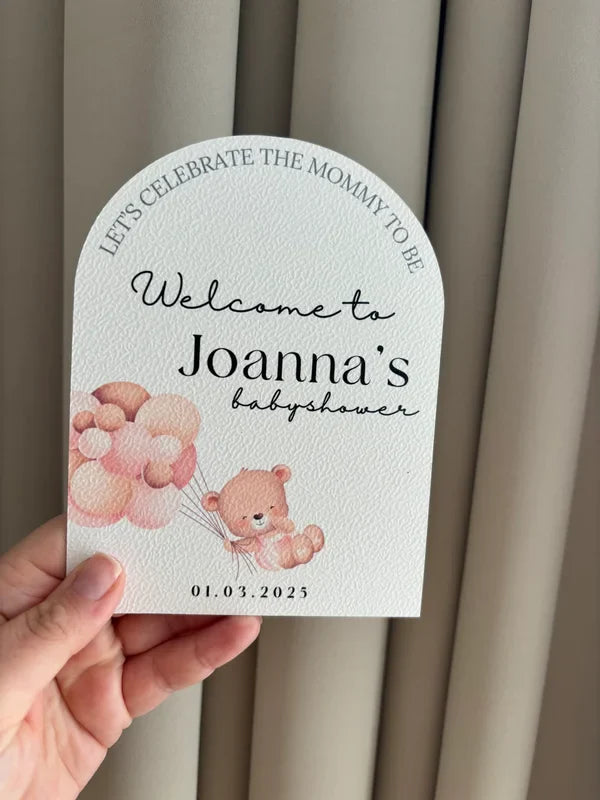 LET'S CELEBRATE THE MOMMY TO BE
Welcome to
Joanna's
babyshower
01.03.2025